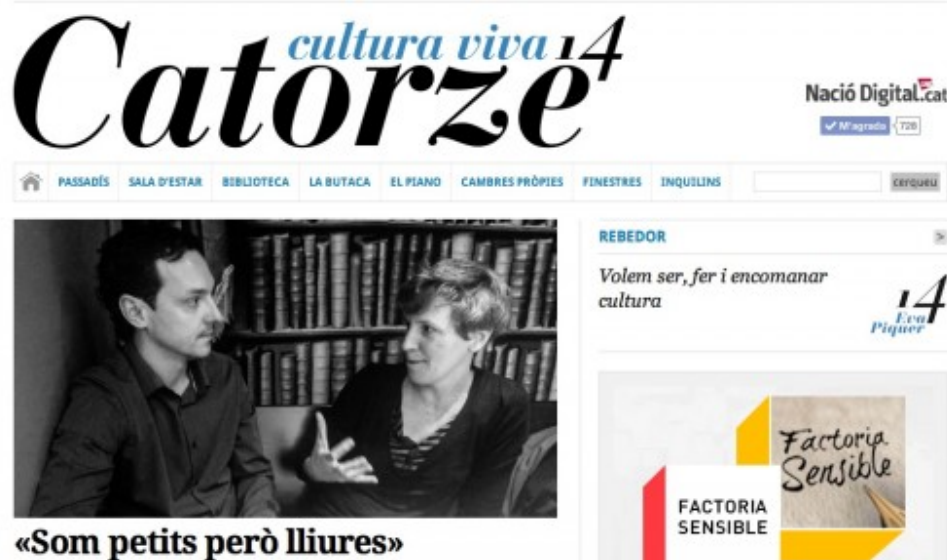 cultura viva 14
Catorze
Nació Digital.cat
M'agrada 728
PASSADÍS SALA D'ESTAR BIBLIOTECA LA BUTACA EL PIANO CAMBRES PRÒPIES FINESTRES INQUILINS cerqueu
REBEDOR >
Volem ser, fer i encomanar
cultura
14
Eva
Piquer
Factoria
Sensible
FACTORIA
SENSIBLE
«Som petits però lliures»